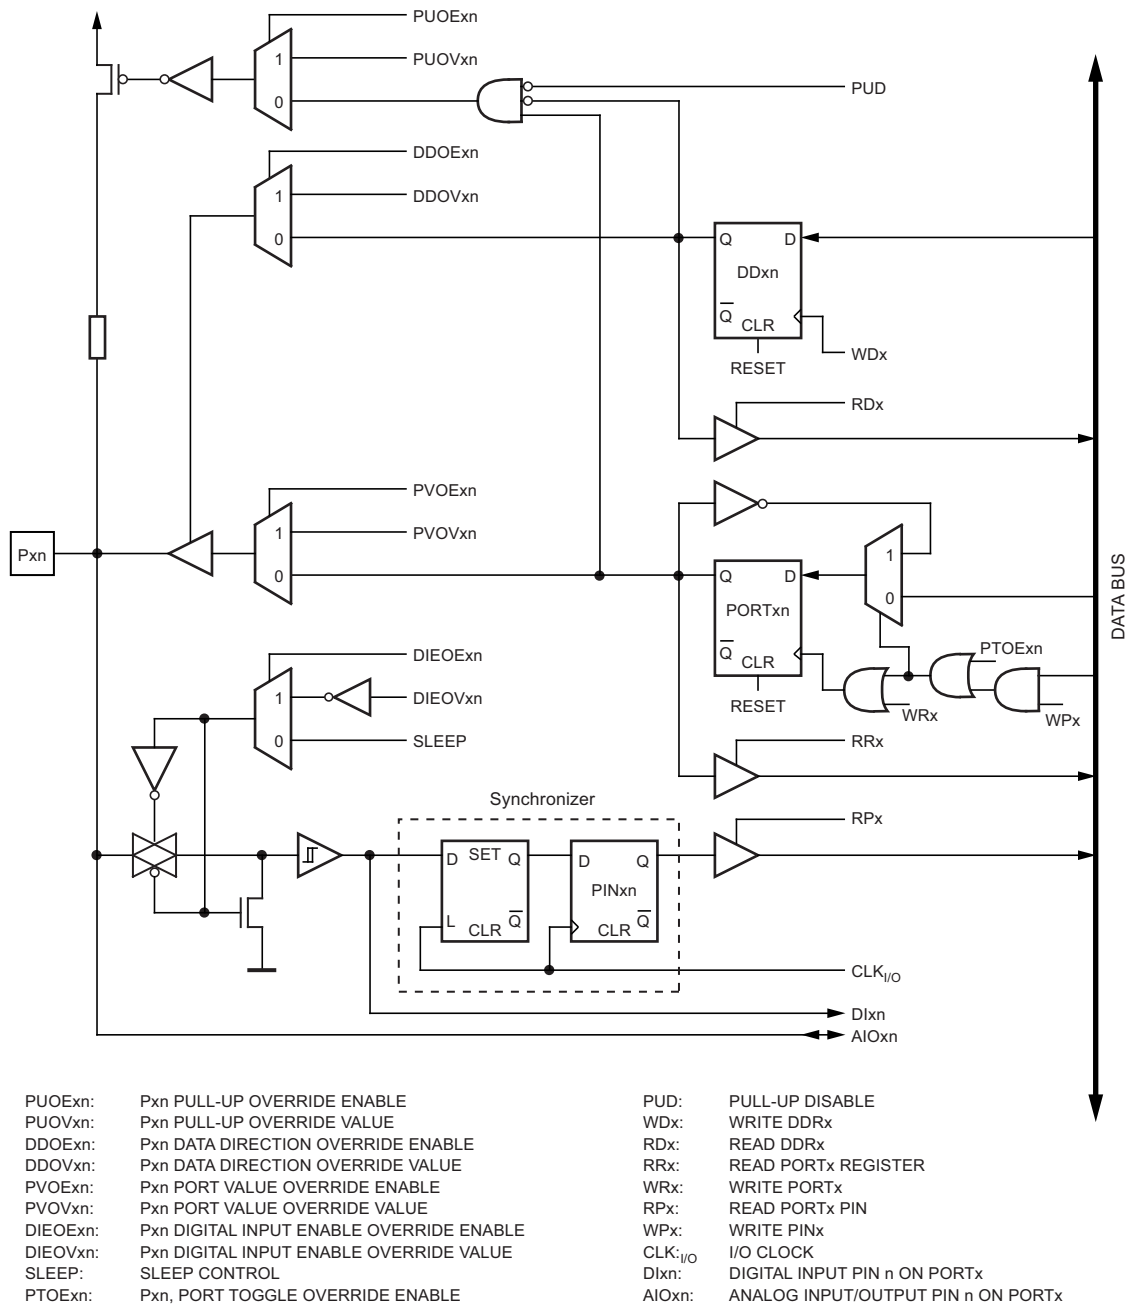 PUOExn
PUOVxn
1
0
PUD
DDOExn
DDOVxn
1
0
Q D
DDxn
Q
CLR
RESET
WDx
RDx
PVOExn
PVOVxn
1
0
Pxn
Q D
PORTxn
Q
CLR
RESET
1
0
PTOExn
WRx
WPx
DATA BUS
DIEOExn
DIEOVxn
SLEEP
1
0
RRx
RPx
Synchronizer
D SET Q
L CLR Q
D Q
PINxn
CLR Q
CLKI/O
DIxn
AIOxn
PUOExn: Pxn PULL-UP OVERRIDE ENABLE
PUOVxn: Pxn PULL-UP OVERRIDE VALUE
DDOExn: Pxn DATA DIRECTION OVERRIDE ENABLE
DDOVxn: Pxn DATA DIRECTION OVERRIDE VALUE
PVOExn: Pxn PORT VALUE OVERRIDE ENABLE
PVOVxn: Pxn PORT VALUE OVERRIDE VALUE
DIEOExn: Pxn DIGITAL INPUT ENABLE OVERRIDE ENABLE
DIEOVxn: Pxn DIGITAL INPUT ENABLE OVERRIDE VALUE
SLEEP: SLEEP CONTROL
PTOExn: Pxn, PORT TOGGLE OVERRIDE ENABLE
PUD: PULL-UP DISABLE
WDx: WRITE DDRx
RDx: READ DDRx
RRx: READ PORTx REGISTER
WRx: WRITE PORTx
RPx: READ PORTx PIN
WPx: WRITE PINx
CLK:I/O I/O CLOCK
DIxn: DIGITAL INPUT PIN n ON PORTx
AIOxn: ANALOG INPUT/OUTPUT PIN n ON PORTx